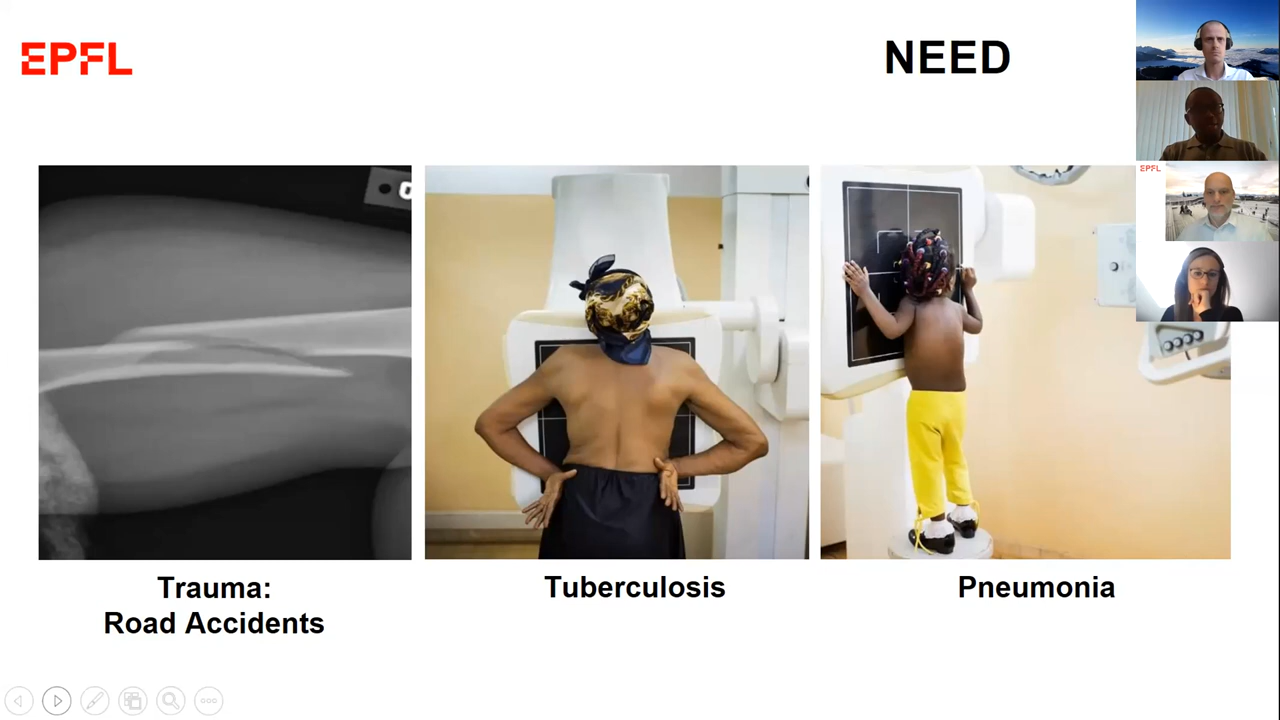 EPFL
NEED
EPFL
Trauma:
Road Accidents
Tuberculosis
Pneumonia